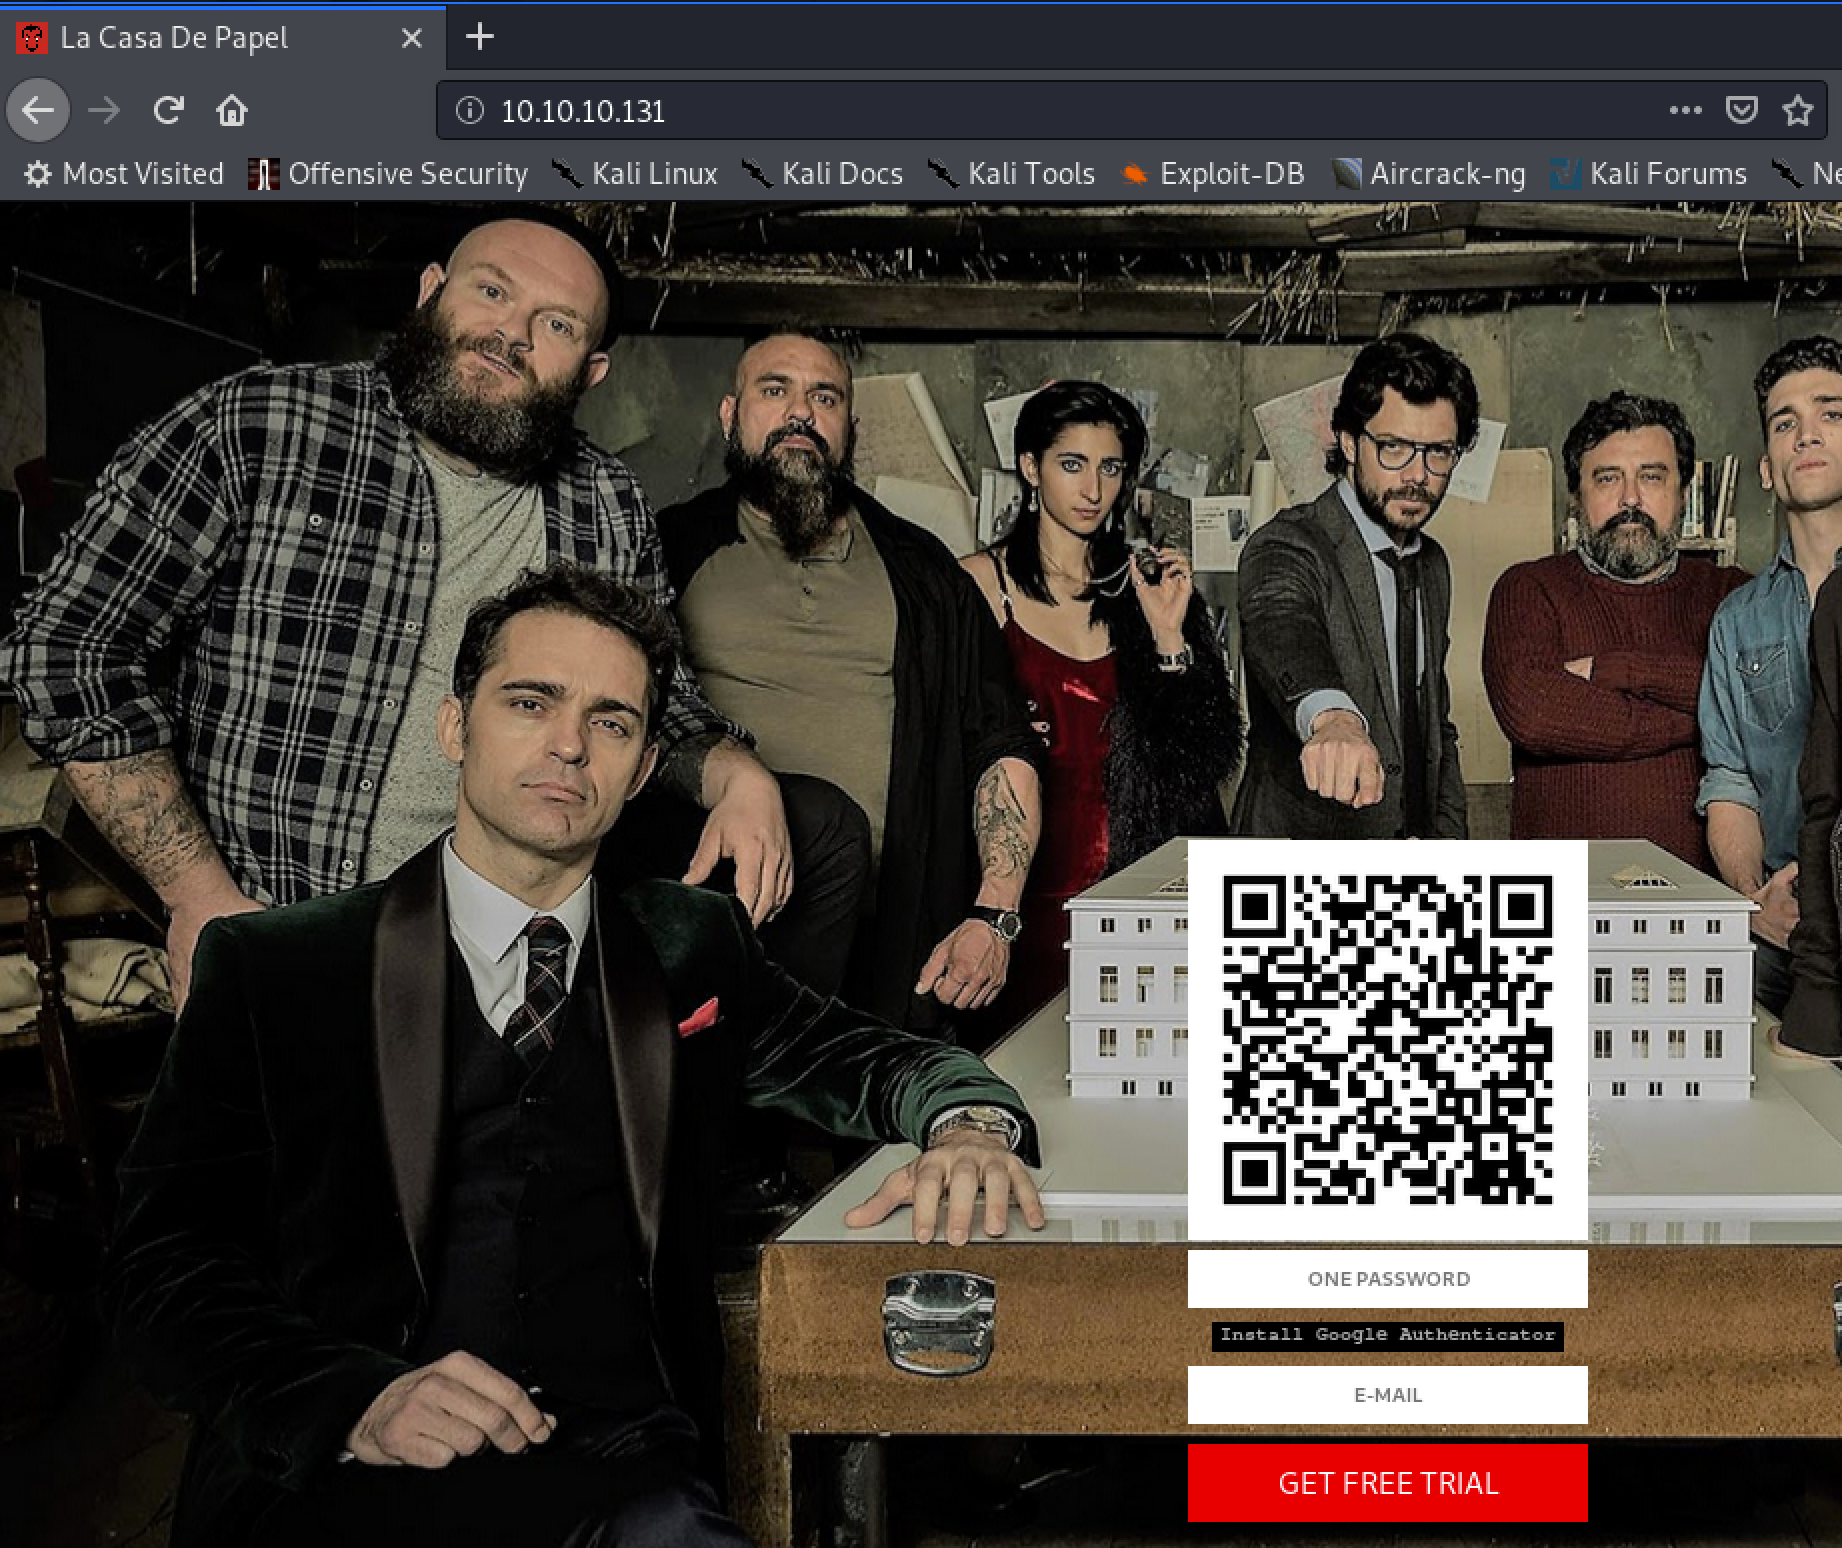 La Casa De Papel
10.10.10.131
Most Visited Offensive Security Kali Linux Kali Docs Kali Tools Exploit-DB Aircrack-ng Kali Forums Ne
ONE PASSWORD
Install Google Authenticator
E-MAIL
GET FREE TRIAL